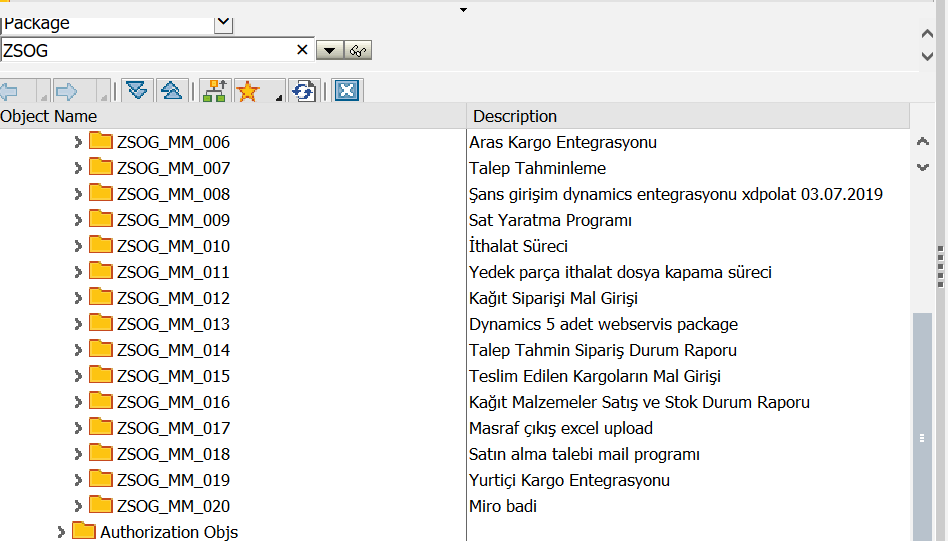 Package
ZSOG
Object Name Description
ZSOG_MM_006 Aras Kargo Entegrasyonu
ZSOG_MM_007 Talep Tahminleme
ZSOG_MM_008 Şans girişim dynamics entegrasyonu xdpolat 03.07.2019
ZSOG_MM_009 Sat Yaratma Programı
ZSOG_MM_010 İthalat Süreci
ZSOG_MM_011 Yedek parça ithalat dosya kapama süreci
ZSOG_MM_012 Kağıt Siparişi Mal Girişi
ZSOG_MM_013 Dynamics 5 adet webservis package
ZSOG_MM_014 Talep Tahmin Sipariş Durum Raporu
ZSOG_MM_015 Teslim Edilen Kargoların Mal Girişi
ZSOG_MM_016 Kağıt Malzemeler Satış ve Stok Durum Raporu
ZSOG_MM_017 Masraf çıkış excel upload
ZSOG_MM_018 Satın alma talebi mail programı
ZSOG_MM_019 Yurtiçi Kargo Entegrasyonu
ZSOG_MM_020 Miro badi
Authorization Objs